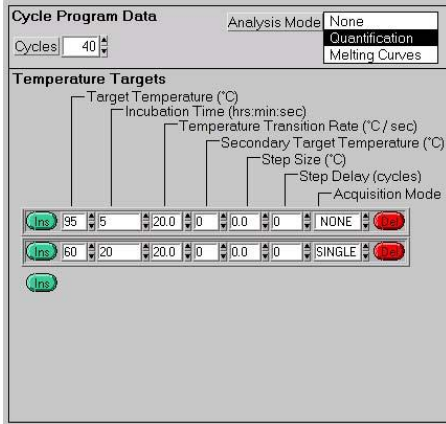 Cycle Program Data
Analysis Mode None
Quantification
Melting Curves
Cycles 40
Temperature Targets
Target Temperature (°C)
Incubation Time (hrs:min:sec)
Temperature Transition Rate (°C / sec)
Secondary Target Temperature (°C)
Step Size (°C)
Step Delay (cycles)
Acquisition Mode
Ins 95 5 20.0 0 0.0 0 NONE Del
Ins 60 20 20.0 0 0.0 0 SINGLE Del
Ins